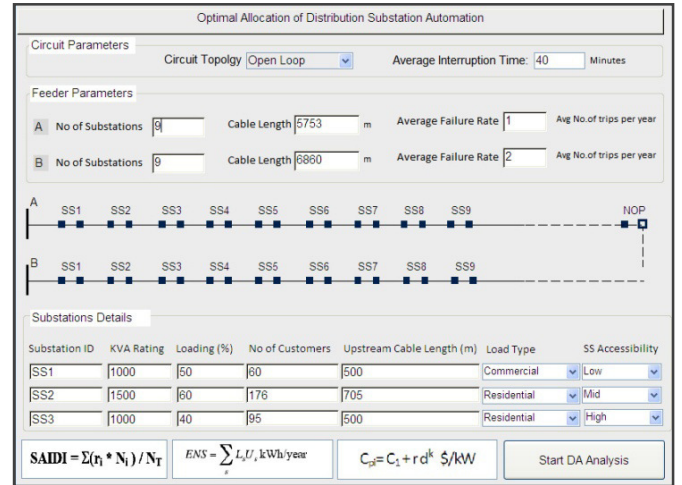 Optimal Allocation of Distribution Substation Automation
Circuit Parameters
Circuit Topolgy Open Loop Average Interruption Time: 40 Minutes
Feeder Parameters
A No of Substations 9 Cable Length 5753 m Average Failure Rate 1 Avg No.of trips per year
B No of Substations 9 Cable Length 6860 m Average Failure Rate 2 Avg No.of trips per year
A SS1 SS2 SS3 SS4 SS5 SS6 SS7 SS8 SS9 NOP
B SS1 SS2 SS3 SS4 SS5 SS6 SS7 SS8 SS9
Substations Details
Substation ID KVA Rating Loading (%) No of Customers Upstream Cable Length (m) Load Type SS Accessibility
SS1 1000 50 60 500 Commercial Low
SS2 1500 60 176 705 Residential Mid
SS3 1000 40 95 500 Residential High
SAIDI = Σ(ri * Ni) / NT ENS = ∑s LsUs kWh/year Cpi= C1 + r d^k $/kW Start DA Analysis